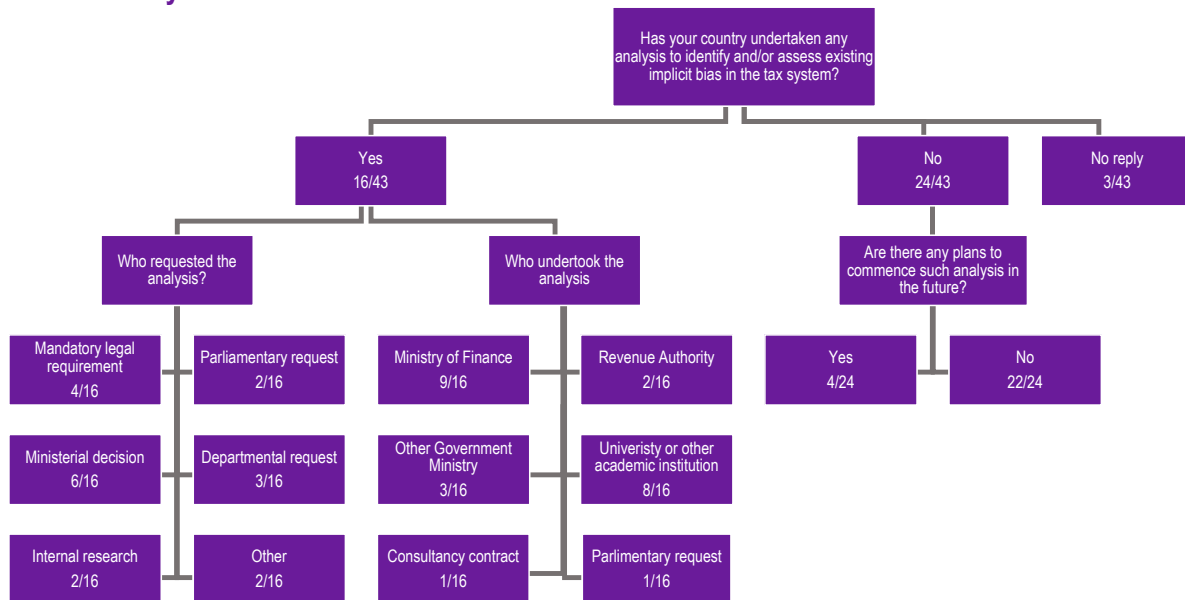 Has your country undertaken any
analysis to identify and/or assess existing
implicit bias in the tax system?
Yes
16/43
No
24/43
No reply
3/43
Who requested the
analysis?
Who undertook the
analysis
Are there any plans to
commence such analysis in
the future?
Mandatory legal
requirement
4/16
Parliamentary request
2/16
Ministry of Finance
9/16
Revenue Authority
2/16
Yes
4/24
No
22/24
Ministerial decision
6/16
Departmental request
3/16
Other Government
Ministry
3/16
Univeristy or other
academic institution
8/16
Internal research
2/16
Other
2/16
Consultancy contract
1/16
Parlimentary request
1/16